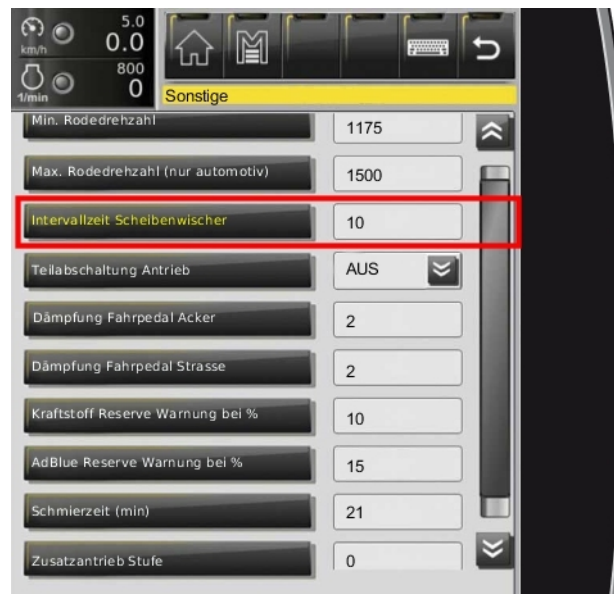 5.0
km/h 0.0
800
1/min 0
Sonstige
Min. Rodedrehzahl 1175
Max. Rodedrehzahl (nur automotiv) 1500
Intervallzeit Scheibenwischer 10
Teilabschaltung Antrieb AUS
Dämpfung Fahrpedal Acker 2
Dämpfung Fahrpedal Strasse 2
Kraftstoff Reserve Warnung bei % 10
AdBlue Reserve Warnung bei % 15
Schmierzeit (min) 21
Zusatzantrieb Stufe 0